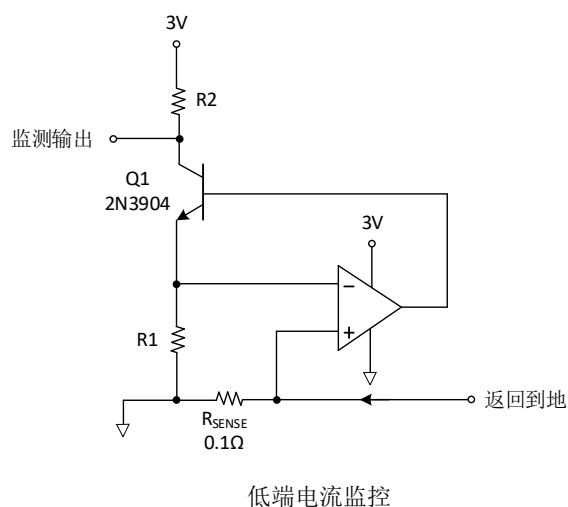 3V
R2
监测输出
Q1
2N3904
3V
−
+
R1
返回到地
RSENSE
0.1Ω
低端电流监控